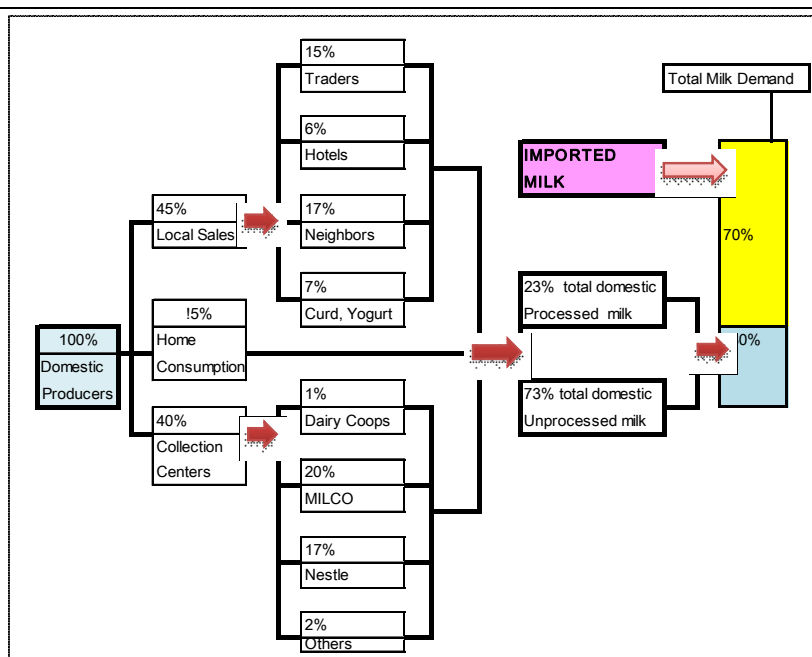 15%
Traders
Total Milk Demand
6%
Hotels
IMPORTED
MILK
45%
Local Sales
17%
Neighbors
70%
7%
Curd, Yogurt
23% total domestic
Processed milk
!5%
Home
Consumption
100%
Domestic
Producers
1%
Dairy Coops
73% total domestic
Unprocessed milk
40%
Collection
Centers
20%
MILCO
17%
Nestle
2%
Others